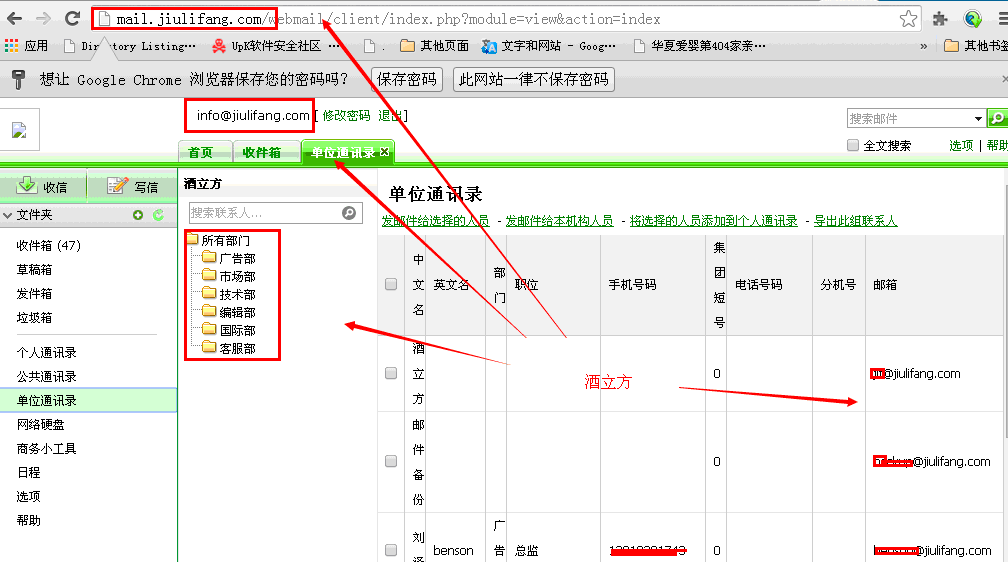 mail.jiulifang.com/webmail/client/index.php?module=view&action=index
应用 Directory Listing… UpK软件安全社区 … . 其他页面 文字和网站 - Goog… 华夏爱婴第404家亲… » 其他书签
想让 Google Chrome 浏览器保存您的密码吗？ 保存密码 此网站一律不保存密码
info@jiulifang.com [ 修改密码 退出]
搜索邮件
首页 收件箱 单位通讯录
全文搜索 选项 | 帮助
收信 写信
酒立方
单位通讯录
文件夹
搜索联系人...
发邮件给选择的人员 - 发邮件给本机构人员 - 将选择的人员添加到个人通讯录 - 导出此组联系人
收件箱 (47)
草稿箱
发件箱
垃圾箱
个人通讯录
公共通讯录
单位通讯录
网络硬盘
商务小工具
日程
选项
帮助
所有部门
广告部
市场部
技术部
编辑部
国际部
客服部
中文名 英文名 部门 职位 手机号码 集团短号 电话号码 分机号 邮箱
酒立方 0 @jiulifang.com
酒立方
邮件备份 0 @jiulifang.com
刘 benson 广告 总监 0 @jiulifang.com